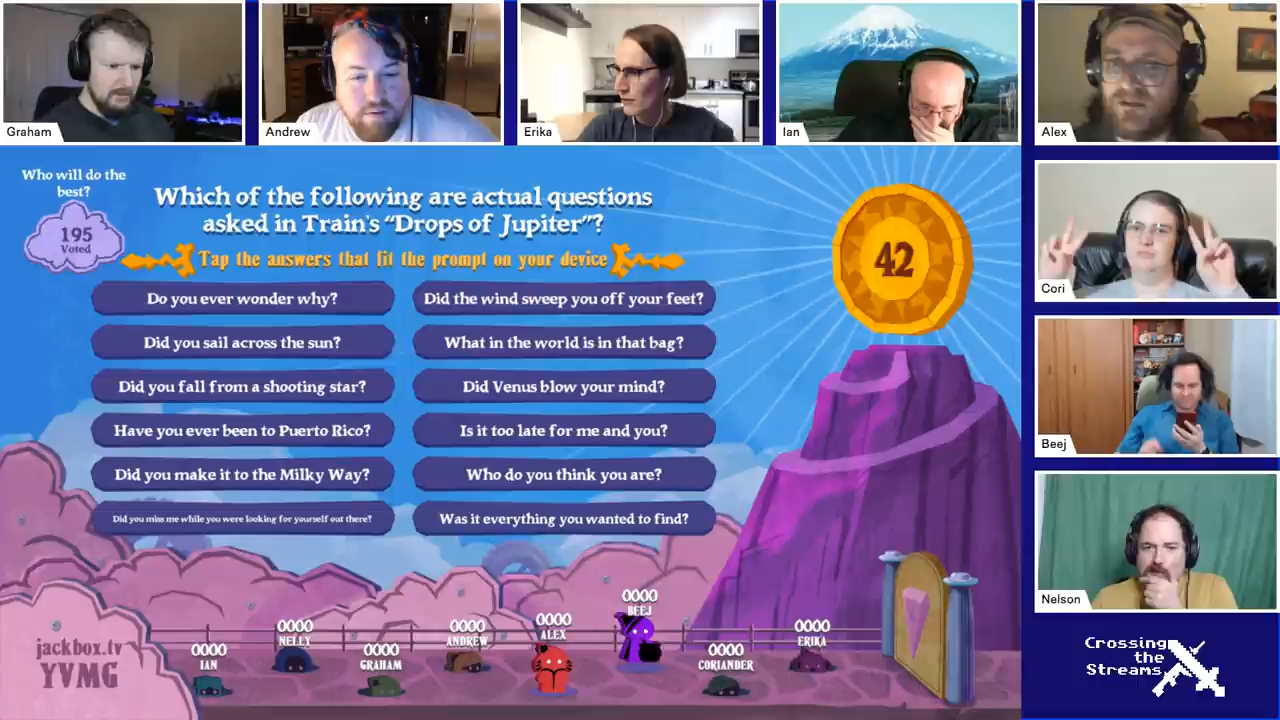 Graham
Andrew
Erika
Ian
Alex
Cori
Beej
Nelson
Who will do the
best?
195
Voted
Which of the following are actual questions
asked in Train's "Drops of Jupiter"?
Tap the answers that fit the prompt on your device
42
Do you ever wonder why?
Did the wind sweep you off your feet?
Did you sail across the sun?
What in the world is in that bag?
Did you fall from a shooting star?
Did Venus blow your mind?
Have you ever been to Puerto Rico?
Is it too late for me and you?
Did you make it to the Milky Way?
Who do you think you are?
Did you miss me while you were looking for yourself out there?
Was it everything you wanted to find?
0000
IAN
0000
NELLY
0000
GRAHAM
0000
ANDREW
0000
ALEX
0000
BEEJ
0000
CORIANDER
0000
ERIKA
jackbox.tv
YVMG
Crossing
the
Streams